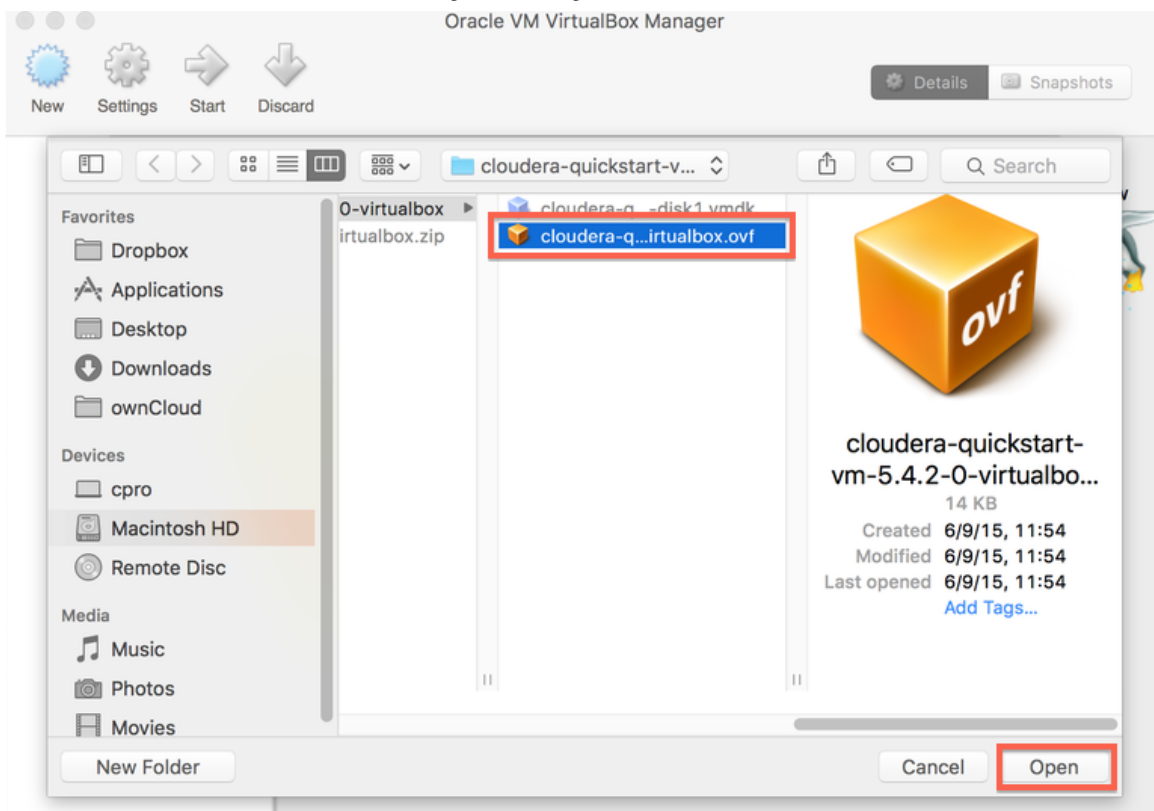 Oracle VM VirtualBox Manager
New Settings Start Discard
Details Snapshots
cloudera-quickstart-v... Search
Favorites
Dropbox
Applications
Desktop
Downloads
ownCloud
Devices
cpro
Macintosh HD
Remote Disc
Media
Music
Photos
Movies
0-virtualbox
irtualbox.zip
cloudera-q...-disk1.vmdk
cloudera-q...irtualbox.ovf
ovf
cloudera-quickstart-
vm-5.4.2-0-virtualbo...
14 KB
Created 6/9/15, 11:54
Modified 6/9/15, 11:54
Last opened 6/9/15, 11:54
Add Tags...
New Folder Cancel Open